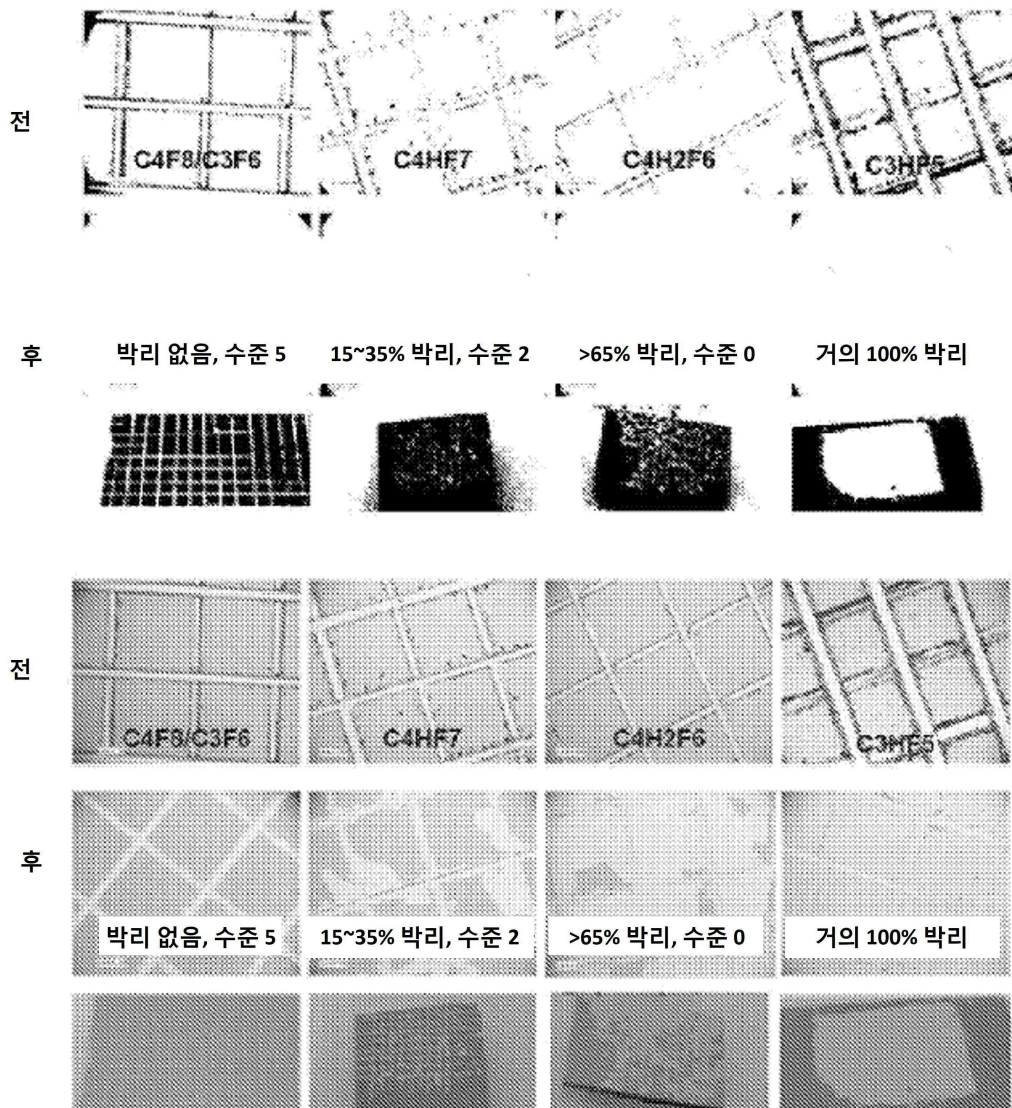 전
C4F8/C3F6 C4HF7 C4H2F6 C3HF5
후
박리 없음, 수준 5 15~35% 박리, 수준 2 >65% 박리, 수준 0 거의 100% 박리
전
C4F8/C3F6 C4HF7 C4H2F6 C3HF5
후
박리 없음, 수준 5 15~35% 박리, 수준 2 >65% 박리, 수준 0 거의 100% 박리